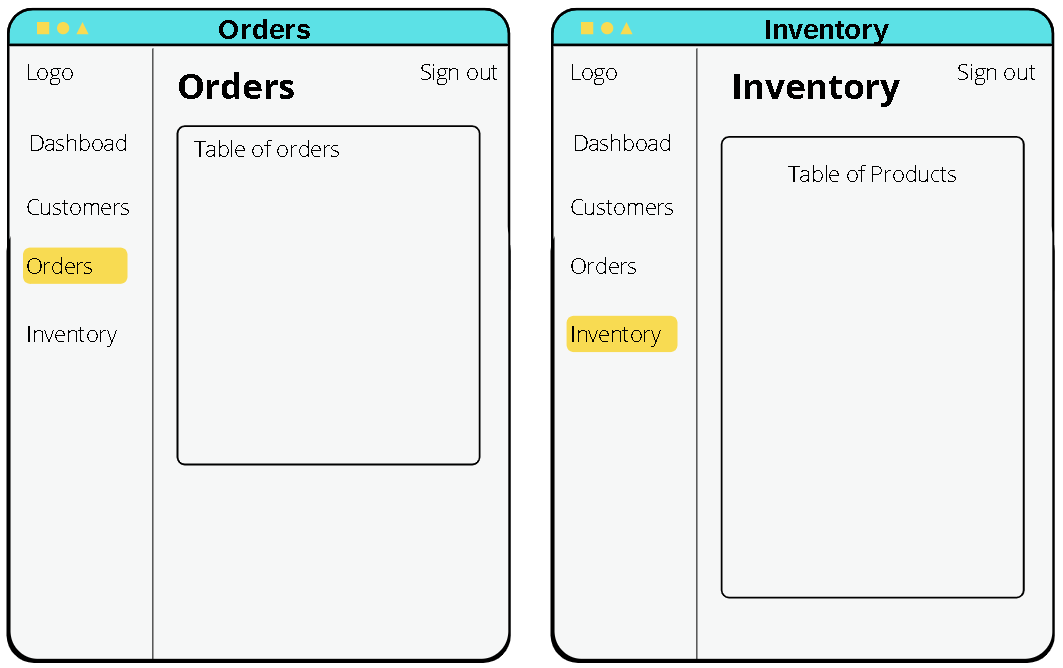 Orders
Logo
Orders
Sign out
Dashboad
Table of orders
Customers
Orders
Inventory
Inventory
Logo
Inventory
Sign out
Dashboad
Table of Products
Customers
Orders
Inventory